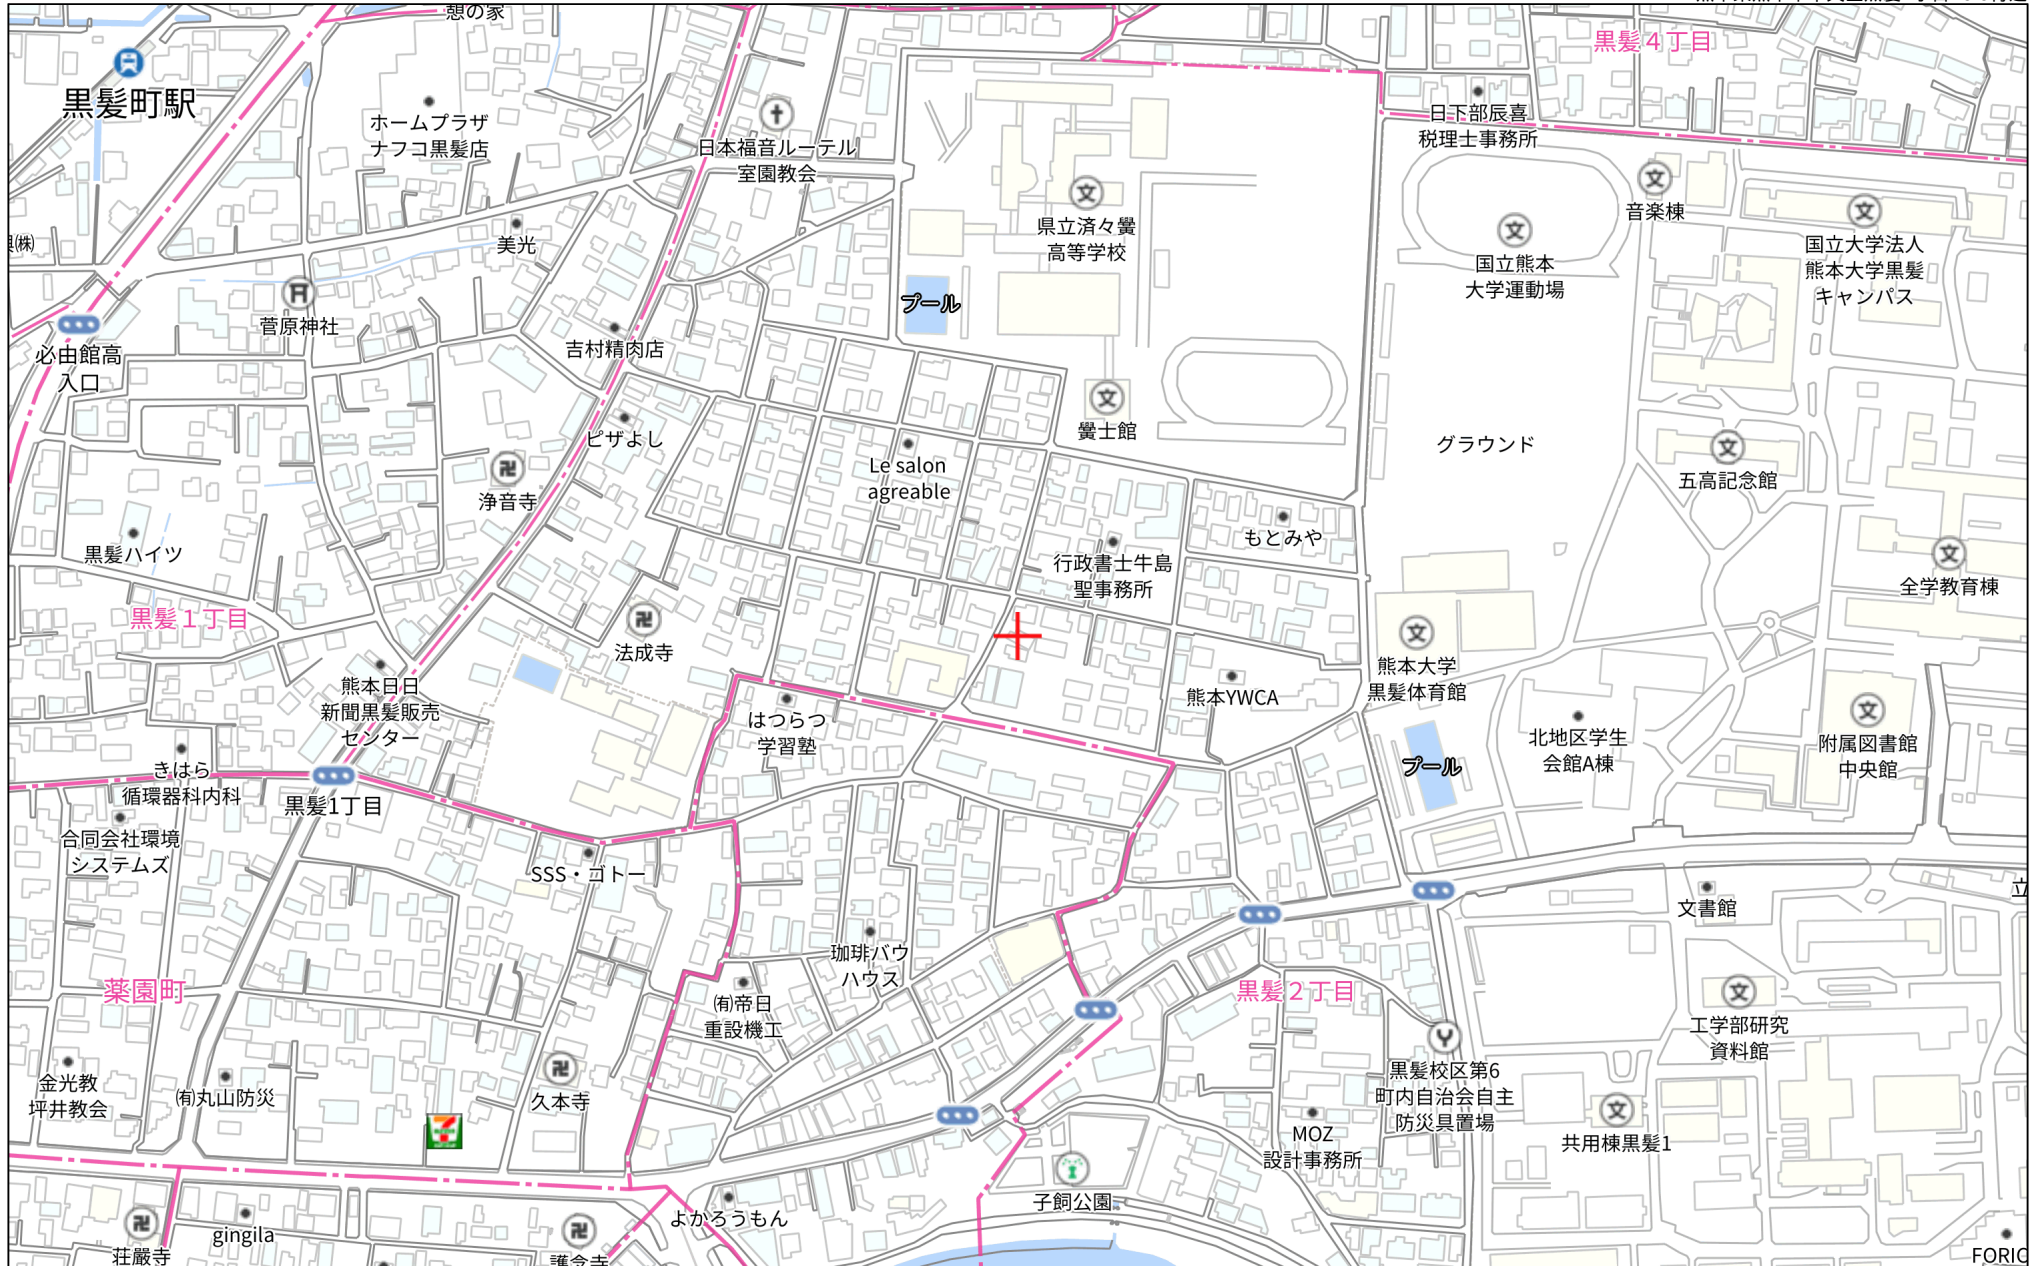 憩の家
黒髪４丁目
黒髪町駅
ホームプラザ
ナフコ黒髪店
日本福音ルーテル
室園教会
日下部辰喜
税理士事務所
県立済々黌
高等学校
国立熊本
大学運動場
音楽棟
国立大学法人
熊本大学黒髪
キャンパス
㈱
美光
菅原神社
プール
必由館高
入口
吉村精肉店
ピザよし
黌士館
グラウンド
五高記念館
浄音寺
Le salon
agreable
黒髪ハイツ
もとみや
行政書士牛島
聖事務所
全学教育棟
黒髪１丁目
法成寺
熊本大学
黒髪体育館
熊本YWCA
熊本日日
新聞黒髪販売
センター
はつらつ
学習塾
北地区学生
会館A棟
附属図書館
中央館
プール
きはら
循環器科内科
黒髪1丁目
合同会社環境
システムズ
SSS・ゴトー
文書館
立
珈琲バウ
ハウス
薬園町
㈲帝日
重設機工
黒髪２丁目
工学部研究
資料館
金光教
坪井教会
㈲丸山防災
久本寺
黒髪校区第6
町内自治会自主
防災具置場
MOZ
設計事務所
共用棟黒髪1
子飼公園
よかろうもん
荘厳寺
gingila
護念寺
FORIC